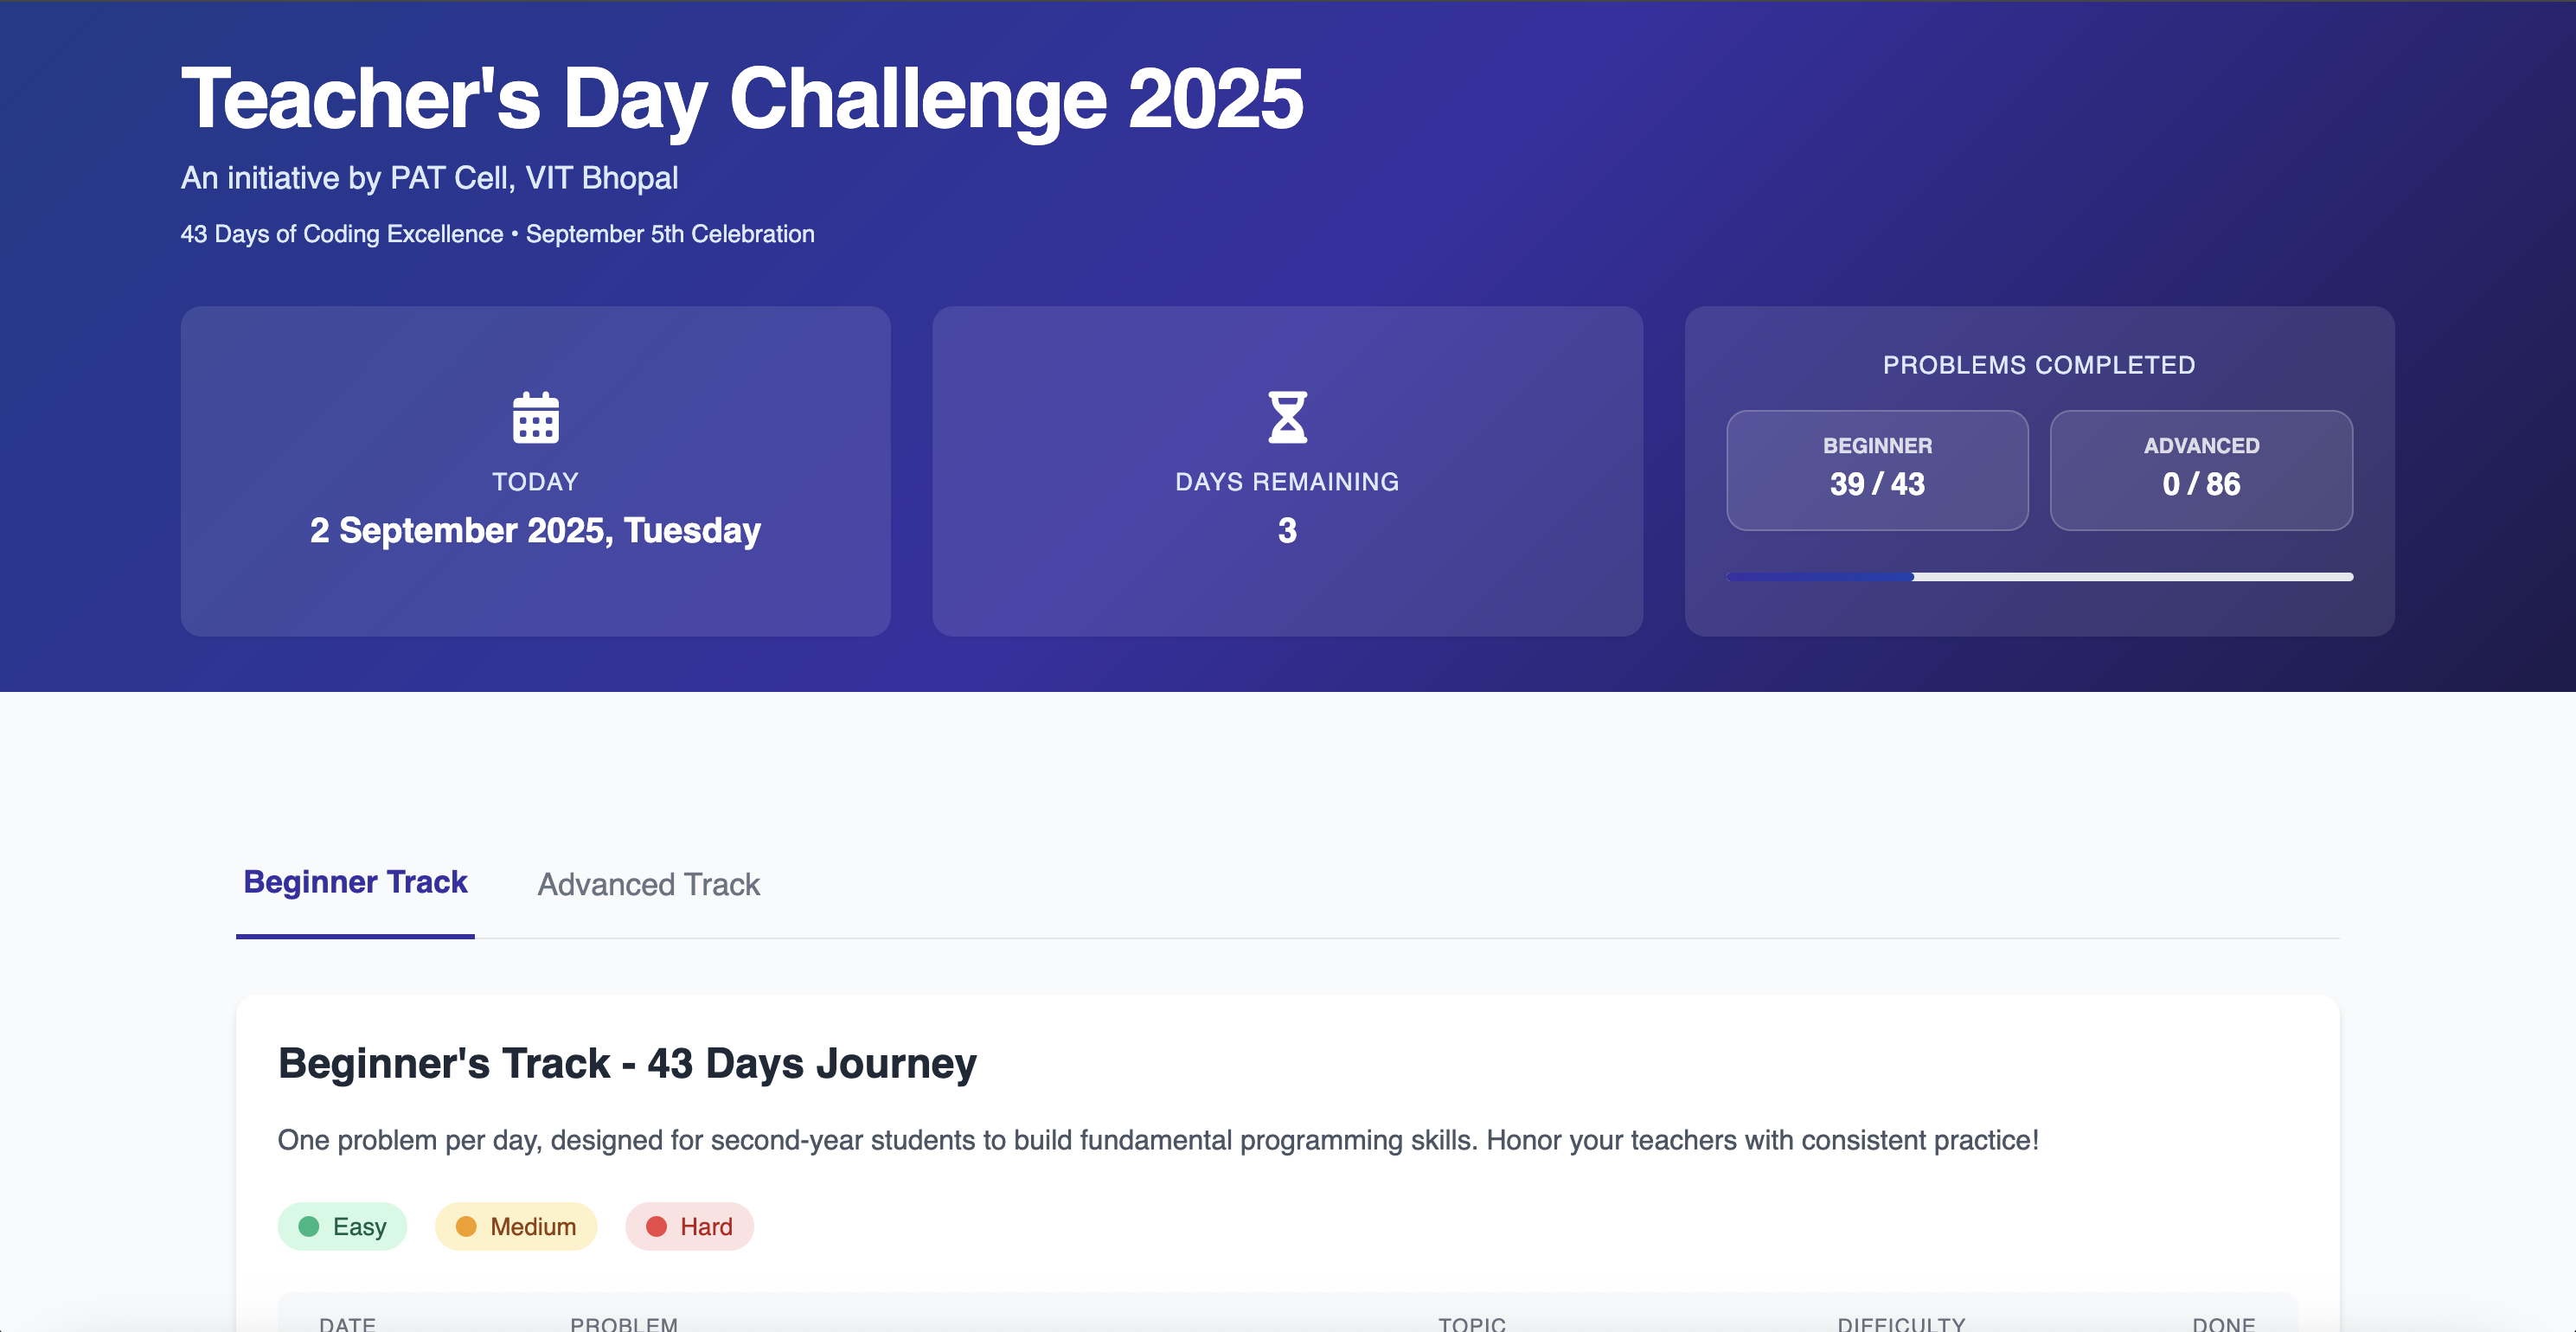 Teacher's Day Challenge 2025
An initiative by PAT Cell, VIT Bhopal
43 Days of Coding Excellence • September 5th Celebration
TODAY
2 September 2025, Tuesday
DAYS REMAINING
3
PROBLEMS COMPLETED
BEGINNER
39 / 43
ADVANCED
0 / 86
Beginner Track
Advanced Track
Beginner's Track - 43 Days Journey
One problem per day, designed for second-year students to build fundamental programming skills. Honor your teachers with consistent practice!
Easy
Medium
Hard
DATE PROBLEM TOPIC DIFFICULTY DONE